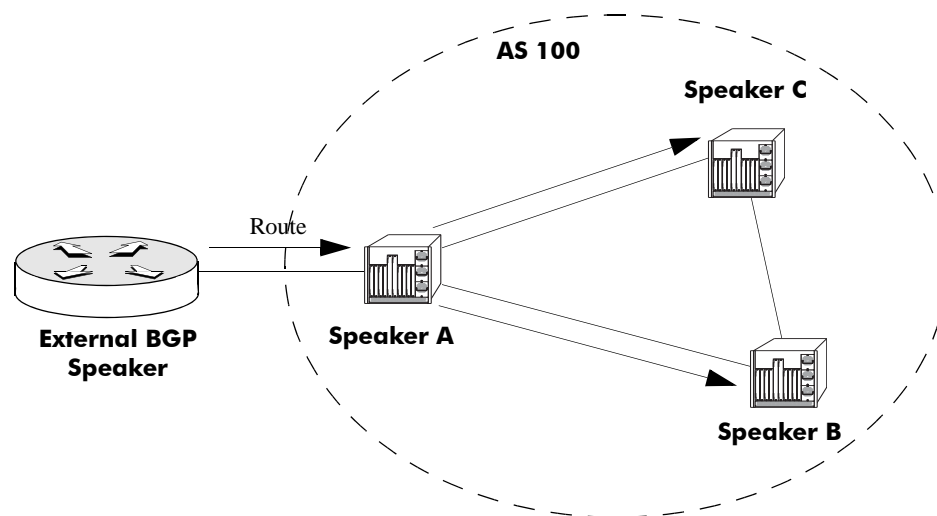 AS 100
Speaker C
Route
External BGP
Speaker
Speaker A
Speaker B